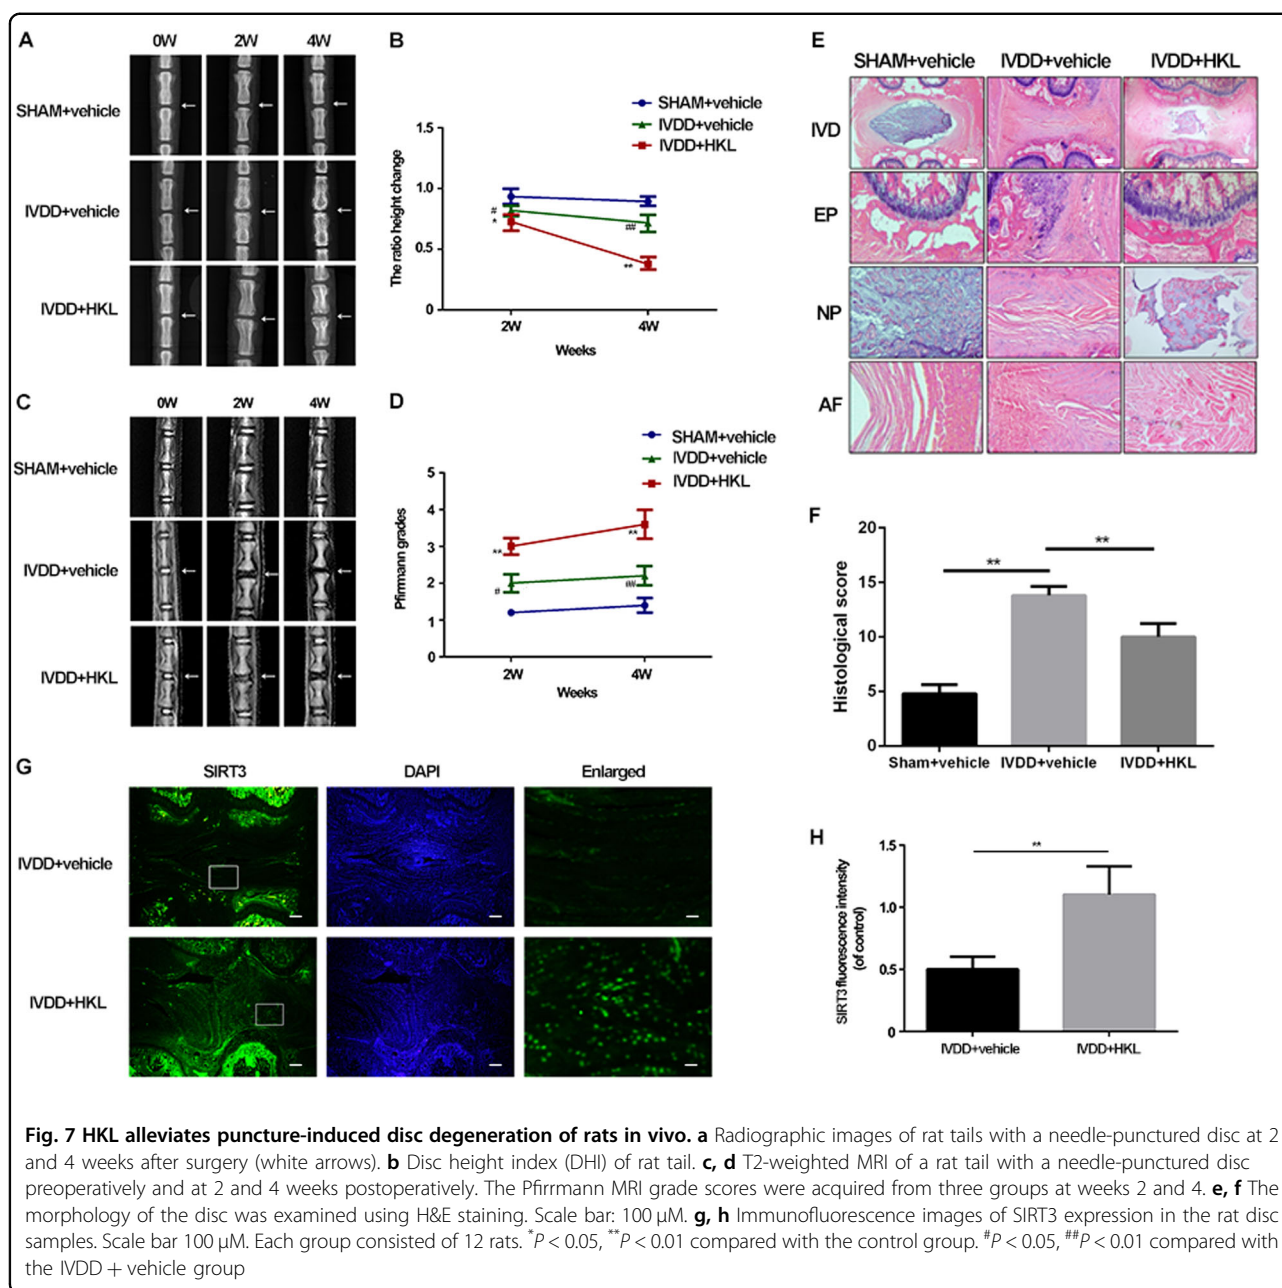 A
0W 2W 4W
SHAM+vehicle
IVDD+vehicle
IVDD+HKL
B
SHAM+vehicle
IVDD+vehicle
IVDD+HKL
The ratio height change
1.5
1.0
0.5
0
#
*
##
**
2W 4W
Weeks
C
0W 2W 4W
SHAM+vehicle
IVDD+vehicle
IVDD+HKL
D
SHAM+vehicle
IVDD+vehicle
IVDD+HKL
Pfirrmann grades
5
4
3
2
1
0
**
**
#
##
2W 4W
Weeks
E
SHAM+vehicle IVDD+vehicle IVDD+HKL
IVD
EP
NP
AF
F
Histological score
20
15
10
5
0
**
**
Sham+vehicle IVDD+vehicle IVDD+HKL
G
SIRT3 DAPI Enlarged
IVDD+vehicle
IVDD+HKL
H
SIRT3 fluorescence intensity
(of control)
1.5
1.0
0.5
0
**
IVDD+vehicle IVDD+HKL
Fig. 7 HKL alleviates puncture-induced disc degeneration of rats in vivo. a Radiographic images of rat tails with a needle-punctured disc at 2
and 4 weeks after surgery (white arrows). b Disc height index (DHI) of rat tail. c, d T2-weighted MRI of a rat tail with a needle-punctured disc
preoperatively and at 2 and 4 weeks postoperatively. The Pfirrmann MRI grade scores were acquired from three groups at weeks 2 and 4. e, f The
morphology of the disc was examined using H&E staining. Scale bar: 100 µM. g, h Immunofluorescence images of SIRT3 expression in the rat disc
samples. Scale bar 100 µM. Each group consisted of 12 rats. *P < 0.05, **P < 0.01 compared with the control group. #P < 0.05, ##P < 0.01 compared with
the IVDD + vehicle group